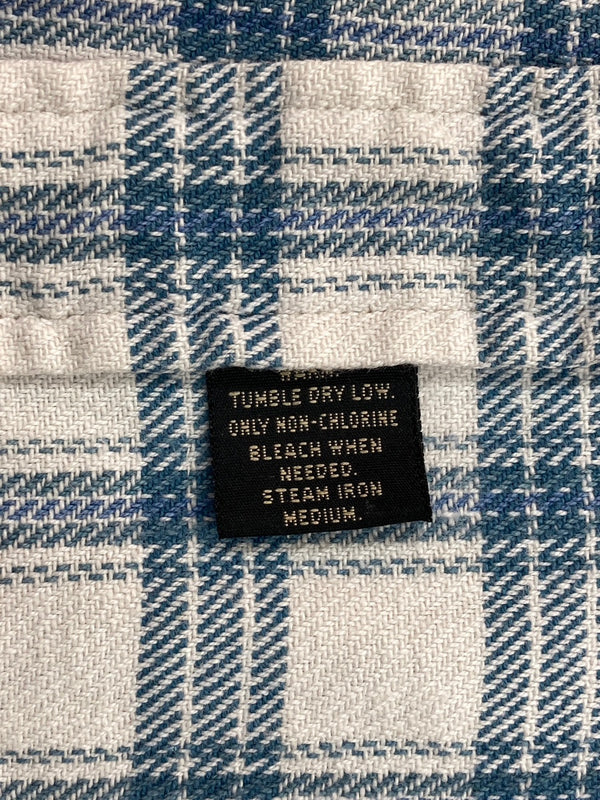 TUMBLE DRY LOW.
ONLY NON-CHLORINE
BLEACH WHEN
NEEDED.
STEAM IRON
MEDIUM.